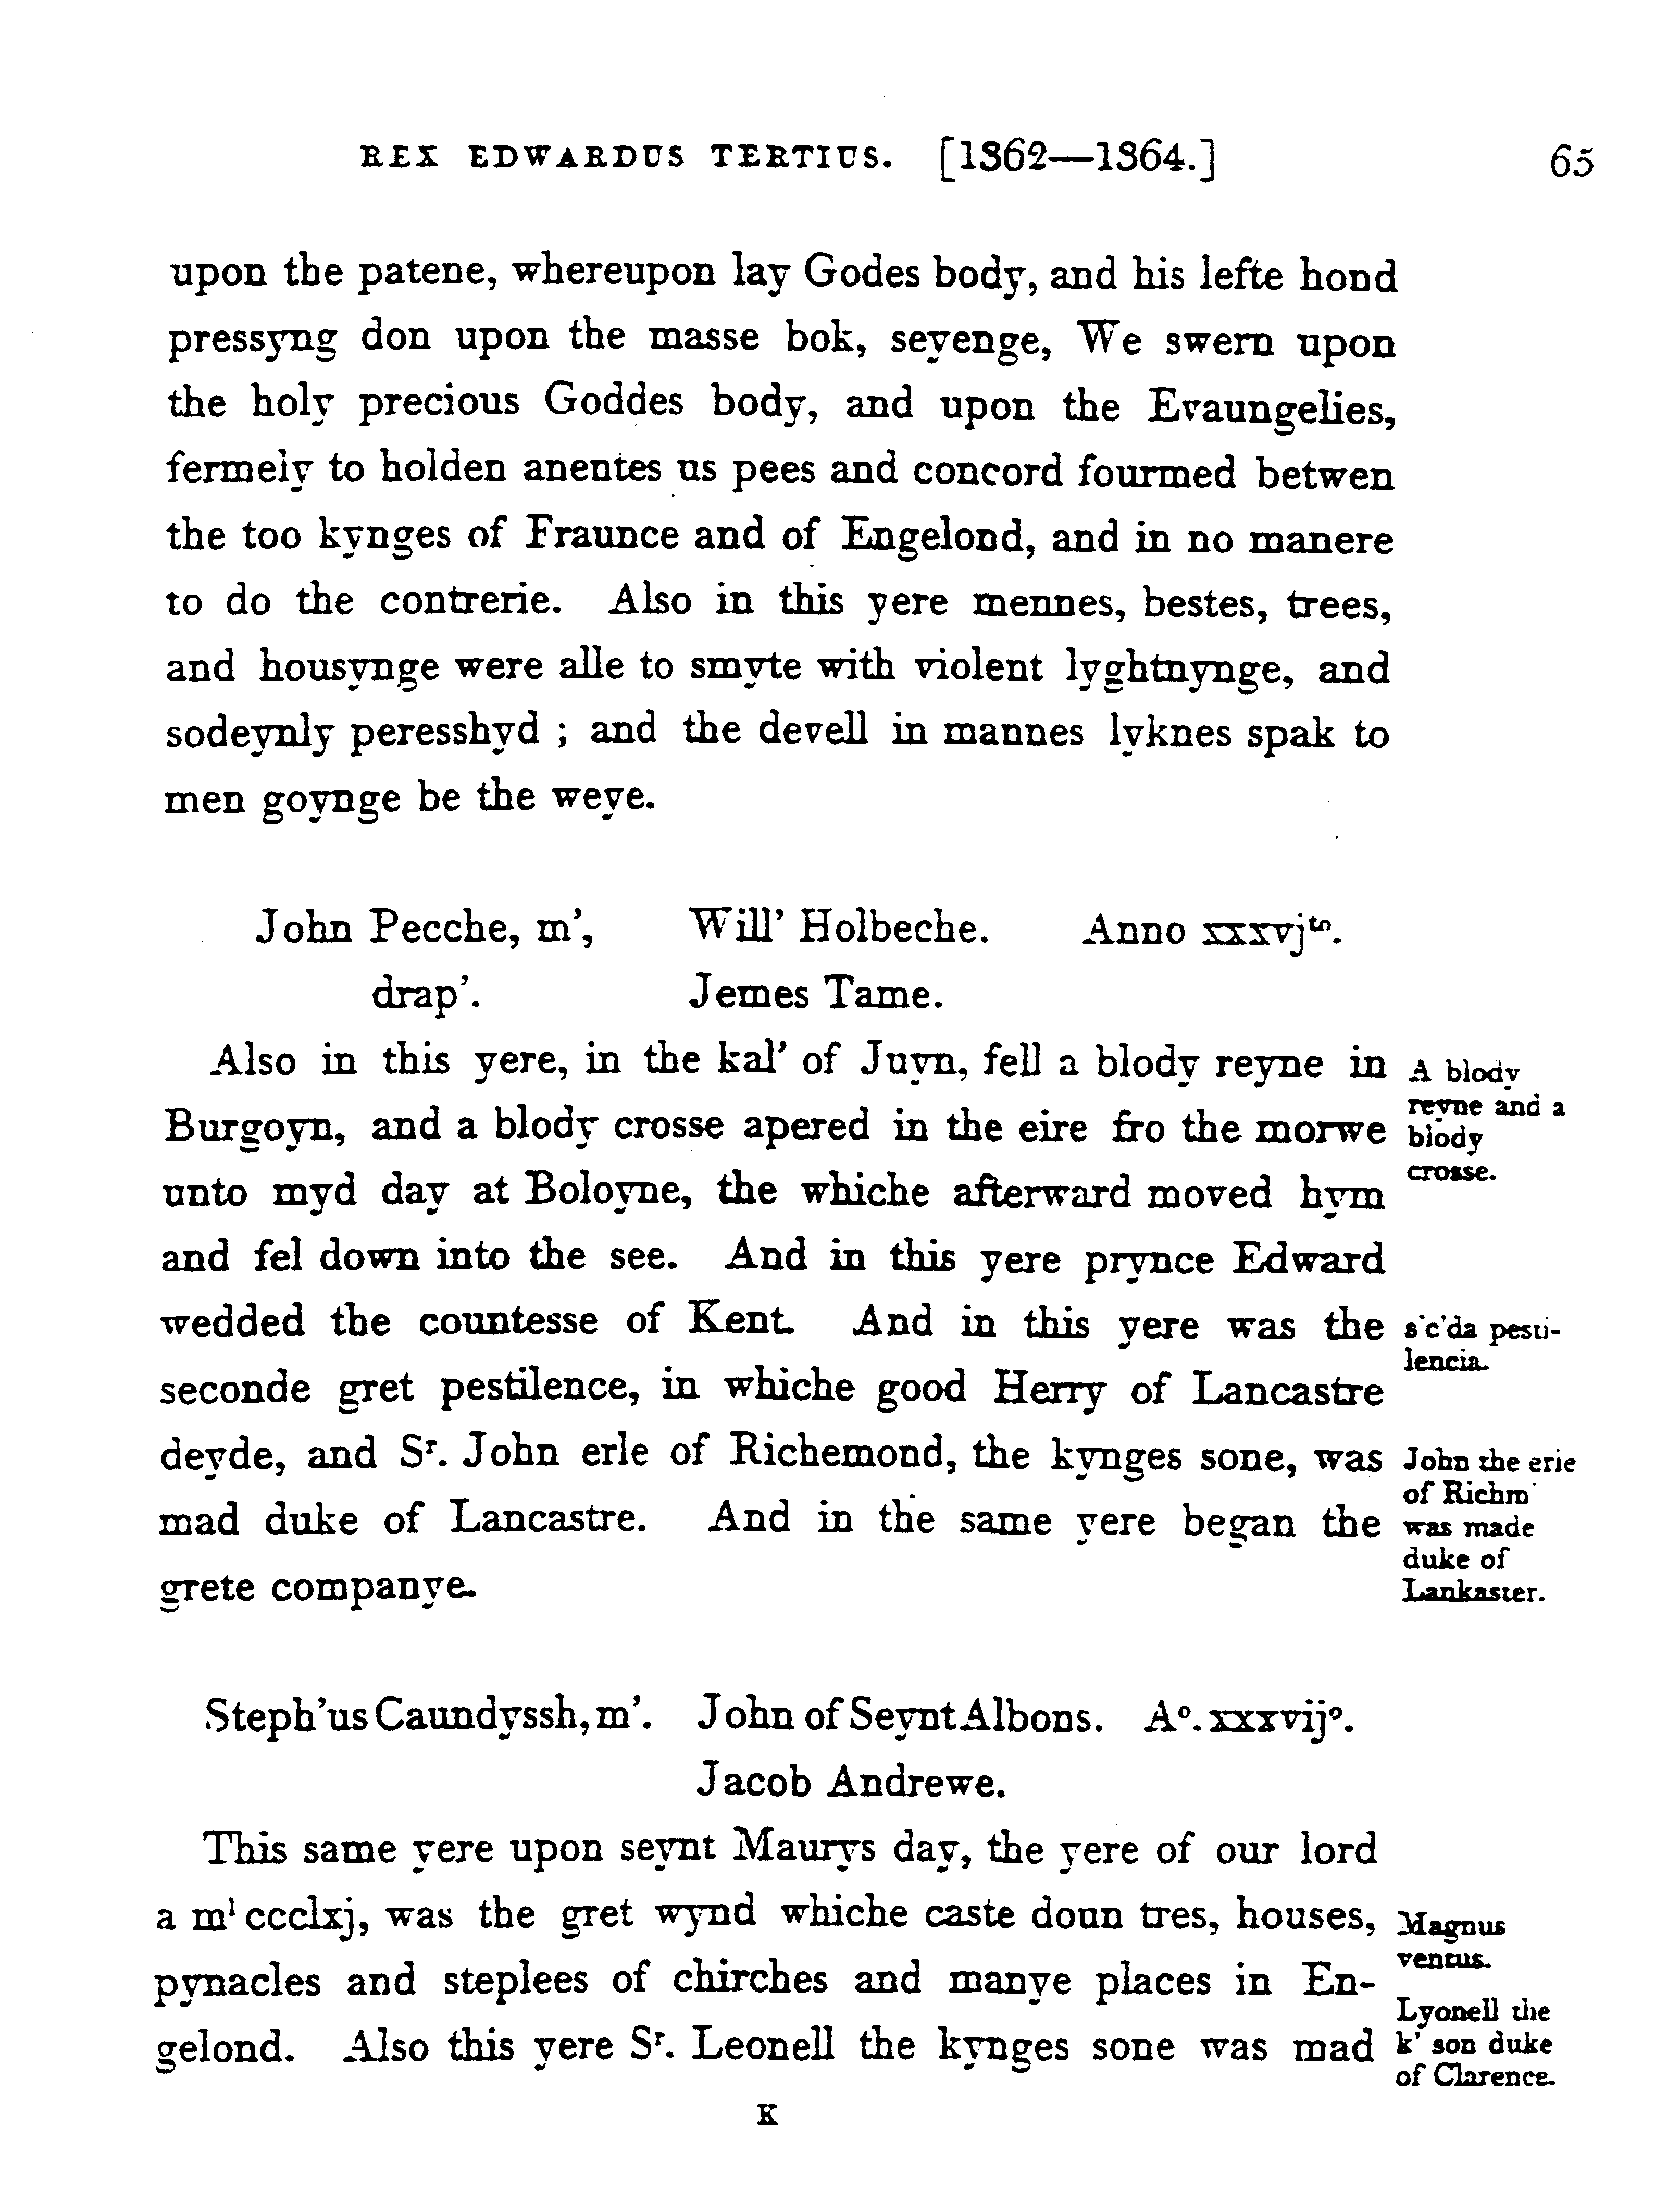 REX EDWARDUS TERTIUS. [1362—1364.] 65
upon the patene, whereupon lay Godes body, and his lefte hond
pressyng don upon the masse bok, seyenge, We swern upon
the holy precious Goddes body, and upon the Evaungelies,
fermely to holden anentes us pees and concord fourmed betwen
the too kynges of Fraunce and of Engelond, and in no manere
to do the contrerie. Also in this yere mennes, bestes, trees,
and housynge were alle to smyte with violent lyghtnynge, and
sodeynly peresshyd ; and the devell in mannes lyknes spak to
men goynge be the weye.
John Pecche, m', Will' Holbeche. Anno xxxvjto.
drap'. Jemes Tame.
Also in this yere, in the kal' of Juyn, fell a blody reyne in
Burgoyn, and a blody crosse apered in the eire fro the morwe
unto myd day at Boloyne, the whiche afterward moved hym
and fel down into the see. And in this yere prynce Edward
wedded the countesse of Kent. And in this yere was the
seconde gret pestilence, in whiche good Herry of Lancastre
deyde, and Sr. John erle of Richemond, the kynges sone, was
mad duke of Lancastre. And in the same yere began the
grete companye.
A blody
reyne and a
blody
crosse.
s'c'da pesti-
lencia.
John the erle
of Richm'
was made
duke of
Lankaster.
Steph'us Caundyssh, m'. John of Seynt Albons. Ao. xxxvijo.
Jacob Andrewe.
This same yere upon seynt Maurys day, the yere of our lord
a ml ccclxj, was the gret wynd whiche caste doun tres, houses,
pynacles and steplees of chirches and manye places in En-
gelond. Also this yere Sr. Leonell the kynges sone was mad
Magnus
ventus.
Lyonell the
k' son duke
of Clarence.
K